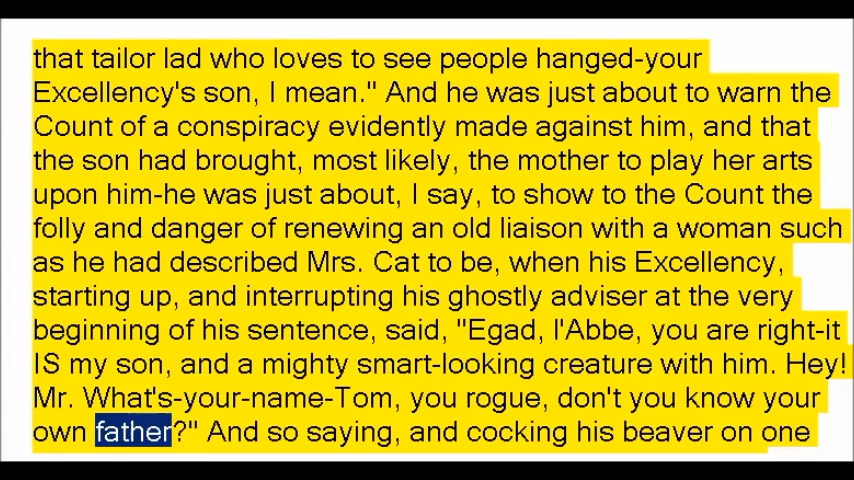 that tailor lad who loves to see people hanged-your
Excellency's son, I mean." And he was just about to warn the
Count of a conspiracy evidently made against him, and that
the son had brought, most likely, the mother to play her arts
upon him-he was just about, I say, to show to the Count the
folly and danger of renewing an old liaison with a woman such
as he had described Mrs. Cat to be, when his Excellency,
starting up, and interrupting his ghostly adviser at the very
beginning of his sentence, said, "Egad, l'Abbe, you are right-it
IS my son, and a mighty smart-looking creature with him. Hey!
Mr. What's-your-name-Tom, you rogue, don't you know your
own father?" And so saying, and cocking his beaver on one